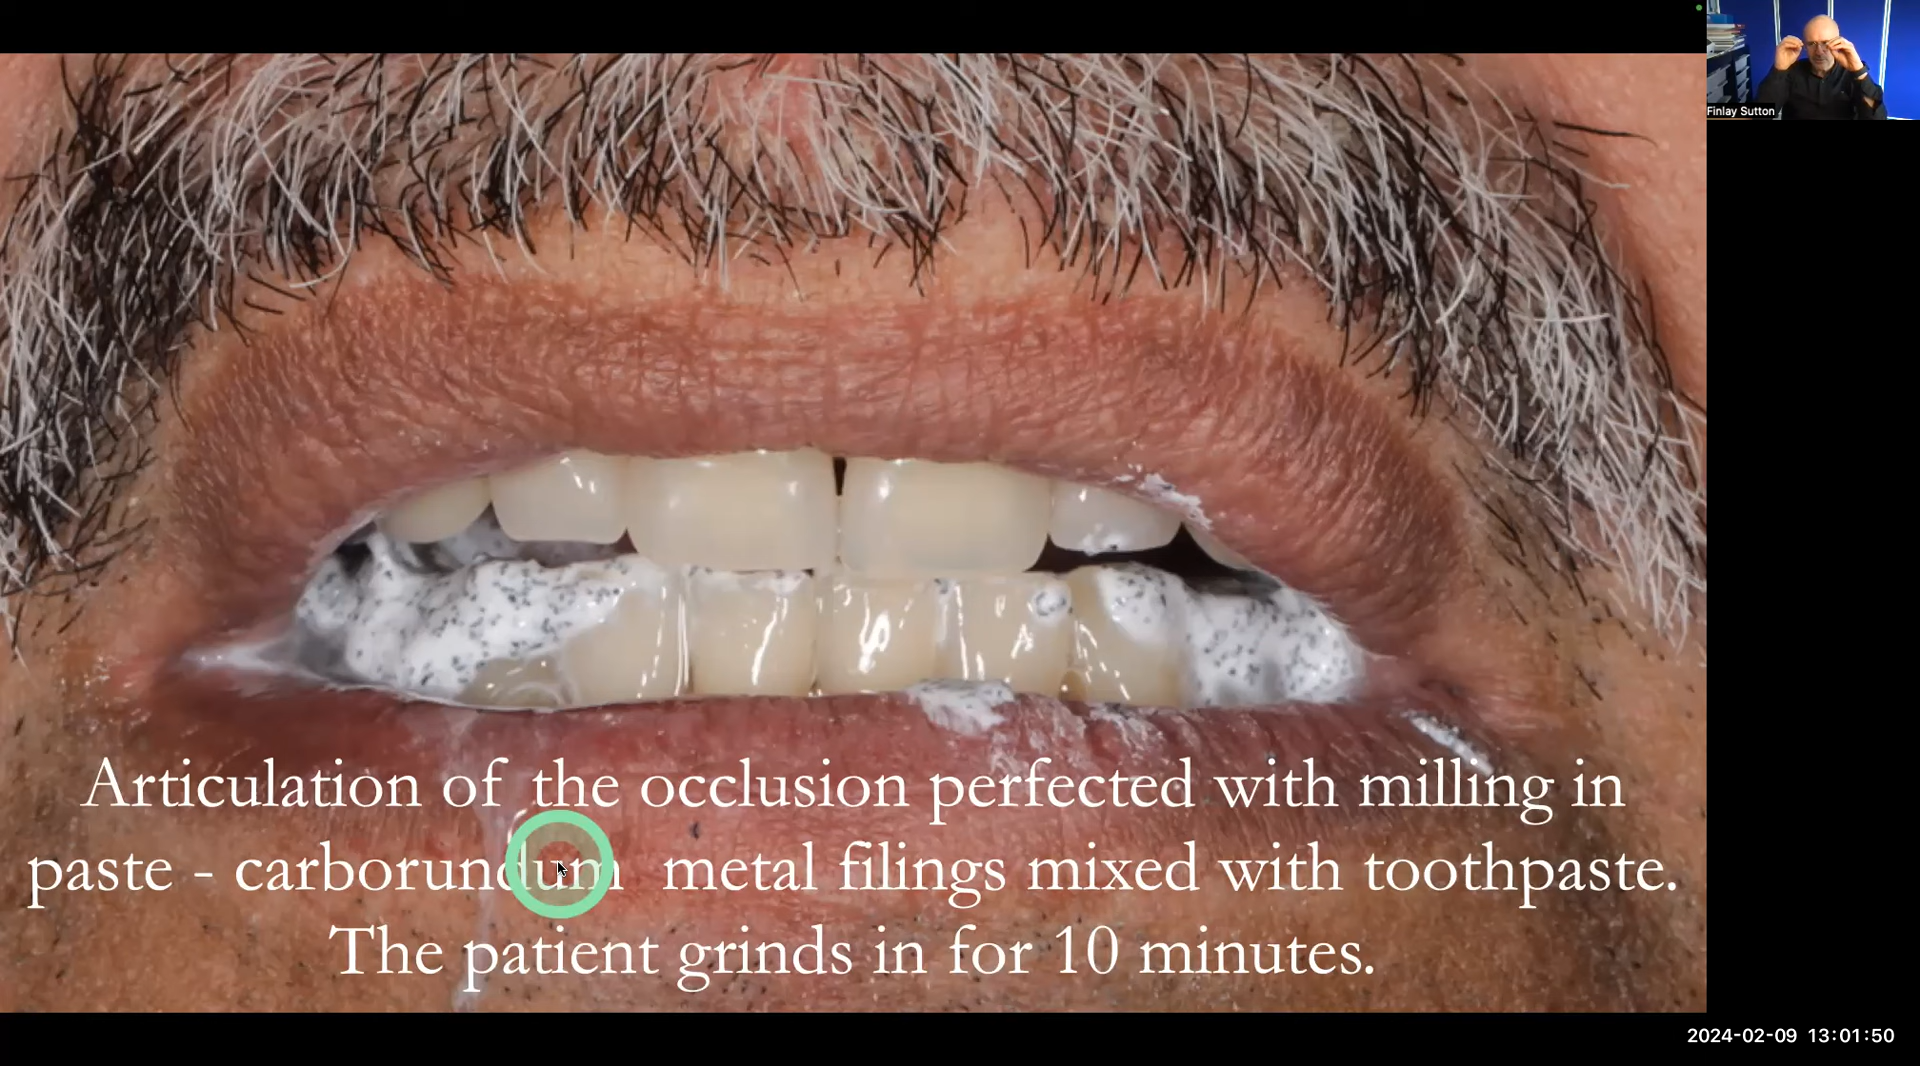 Finlay Sutton
Articulation of the occlusion perfected with milling in
paste - carborundum metal filings mixed with toothpaste.
The patient grinds in for 10 minutes.
2024-02-09 13:01:50